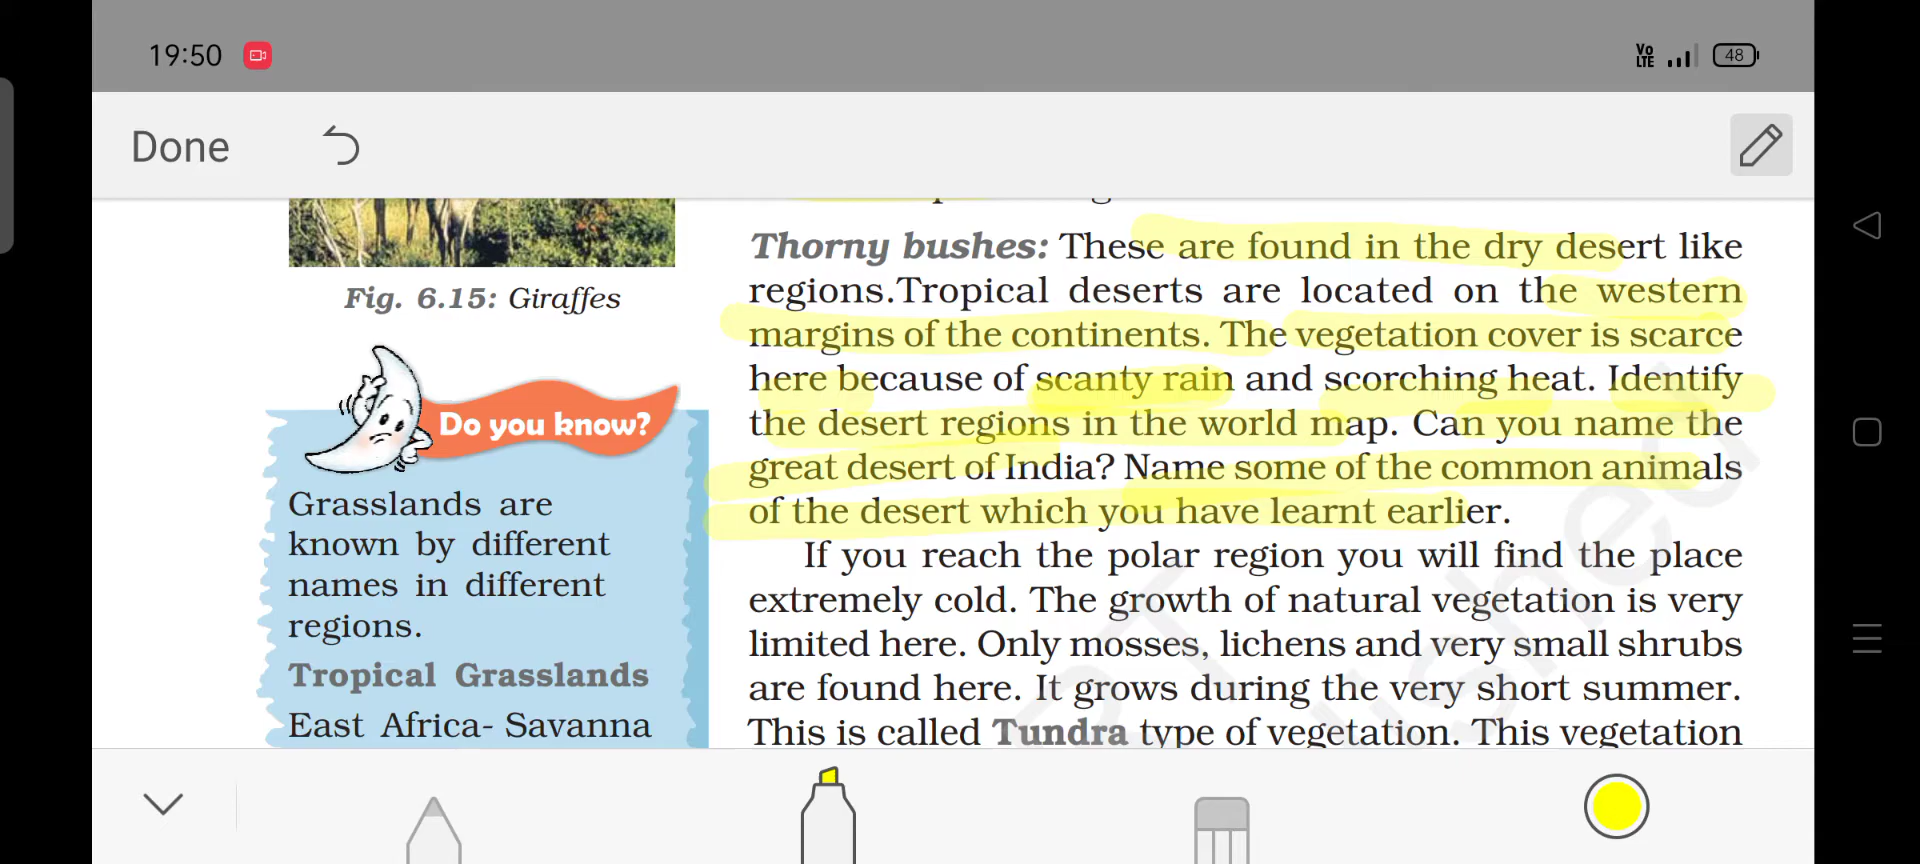 19:50
Vo
LTE
48
Done
Fig. 6.15: Giraffes
Do you know?
Grasslands are
known by different
names in different
regions.
Tropical Grasslands
East Africa- Savanna
Thorny bushes: These are found in the dry desert like
regions.Tropical deserts are located on the western
margins of the continents. The vegetation cover is scarce
here because of scanty rain and scorching heat. Identify
the desert regions in the world map. Can you name the
great desert of India? Name some of the common animals
of the desert which you have learnt earlier.
If you reach the polar region you will find the place
extremely cold. The growth of natural vegetation is very
limited here. Only mosses, lichens and very small shrubs
are found here. It grows during the very short summer.
This is called Tundra type of vegetation. This vegetation